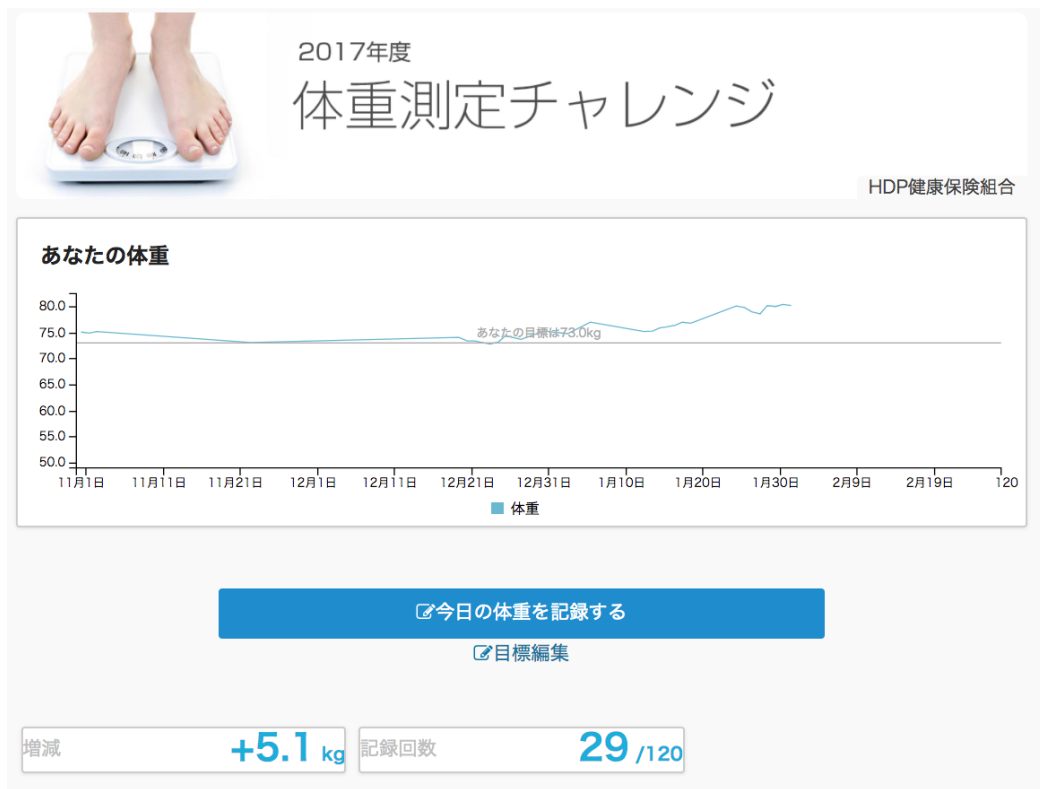 2017年度
体重測定チャレンジ
HDP健康保険組合
あなたの体重
80.0
75.0
あなたの目標は73.0kg
70.0
65.0
60.0
55.0
50.0
11月1日 11月11日 11月21日 12月1日 12月11日 12月21日 12月31日 1月10日 1月20日 1月30日 2月9日 2月19日 120
体重
今日の体重を記録する
目標編集
増減 +5.1 kg 記録回数 29 /120